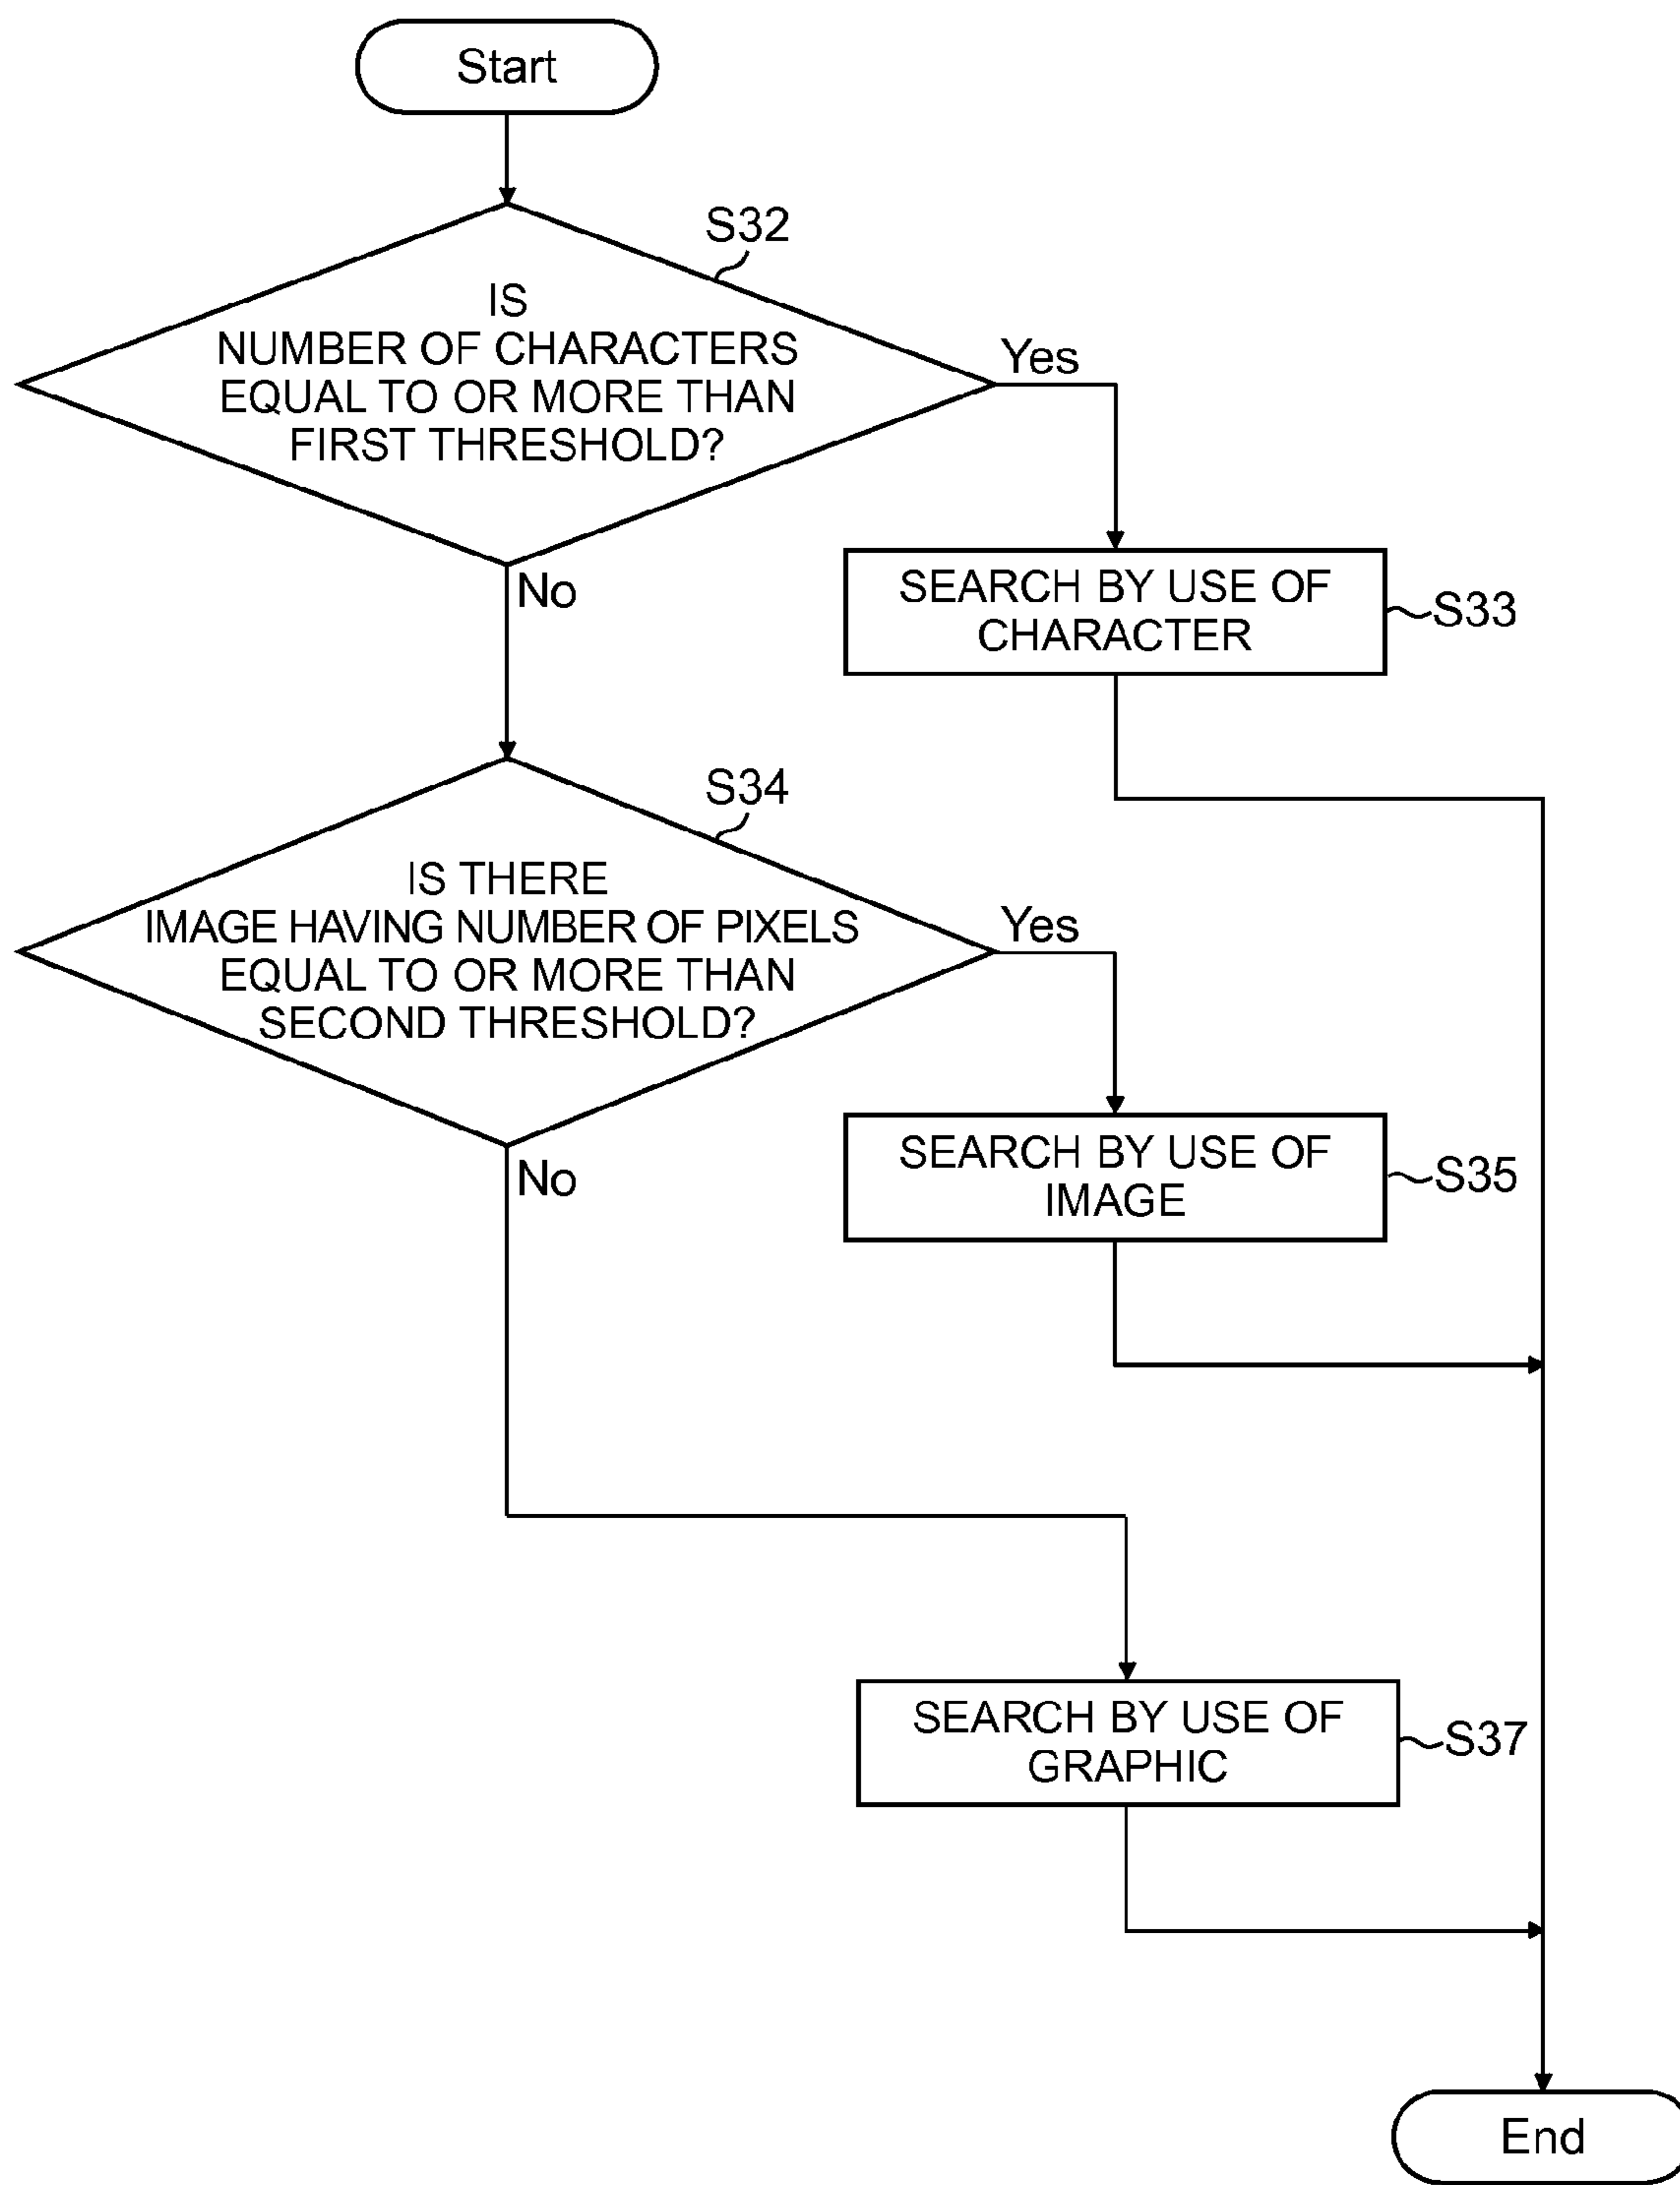 Start
S32
IS
NUMBER OF CHARACTERS
EQUAL TO OR MORE THAN
FIRST THRESHOLD?
Yes
No
SEARCH BY USE OF
CHARACTER
S33
S34
IS THERE
IMAGE HAVING NUMBER OF PIXELS
EQUAL TO OR MORE THAN
SECOND THRESHOLD?
Yes
No
SEARCH BY USE OF
IMAGE
S35
SEARCH BY USE OF
GRAPHIC
S37
End